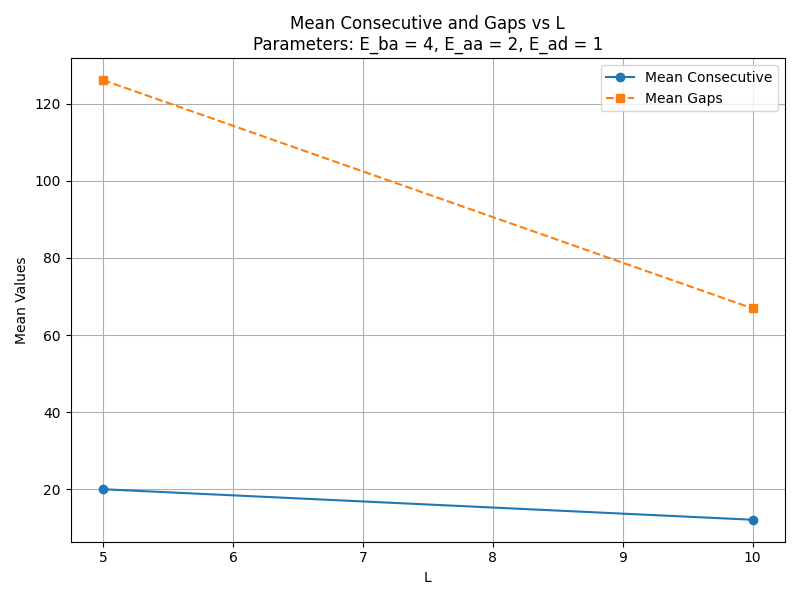 Mean Consecutive and Gaps vs L
Parameters: E_ba = 4, E_aa = 2, E_ad = 1
Mean Consecutive
Mean Gaps
Mean Values
120
100
80
60
40
20
5
6
7
8
9
10
L